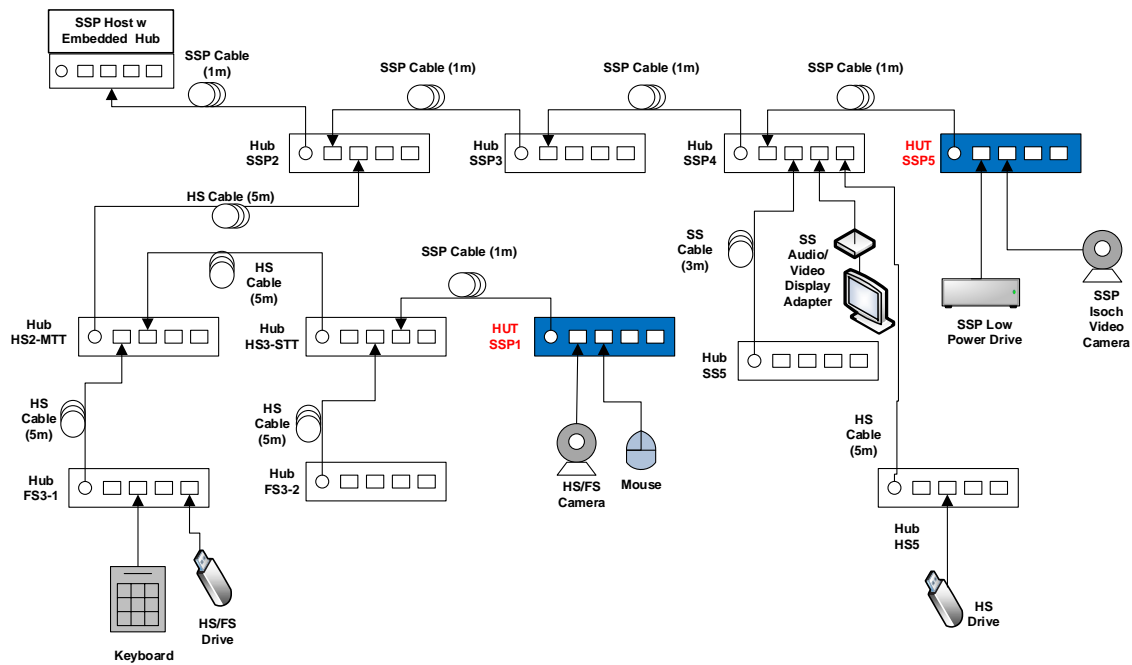 SSP Host w
Embedded Hub
SSP Cable
(1m)
SSP Cable (1m)
SSP Cable (1m)
SSP Cable (1m)
Hub
SSP2
Hub
SSP3
Hub
SSP4
HUT
SSP5
HS Cable (5m)
HS
Cable
(5m)
SSP Cable (1m)
SS
Cable
(3m)
SS
Audio/
Video
Display
Adapter
SSP Low
Power Drive
SSP
Isoch
Video
Camera
Hub
HS2-MTT
Hub
HS3-STT
HUT
SSP1
Hub
SS5
HS
Cable
(5m)
HS
Cable
(5m)
HS
Cable
(5m)
Hub
FS3-1
Hub
FS3-2
HS/FS
Camera
Mouse
Hub
HS5
HS/FS
Drive
HS
Drive
Keyboard